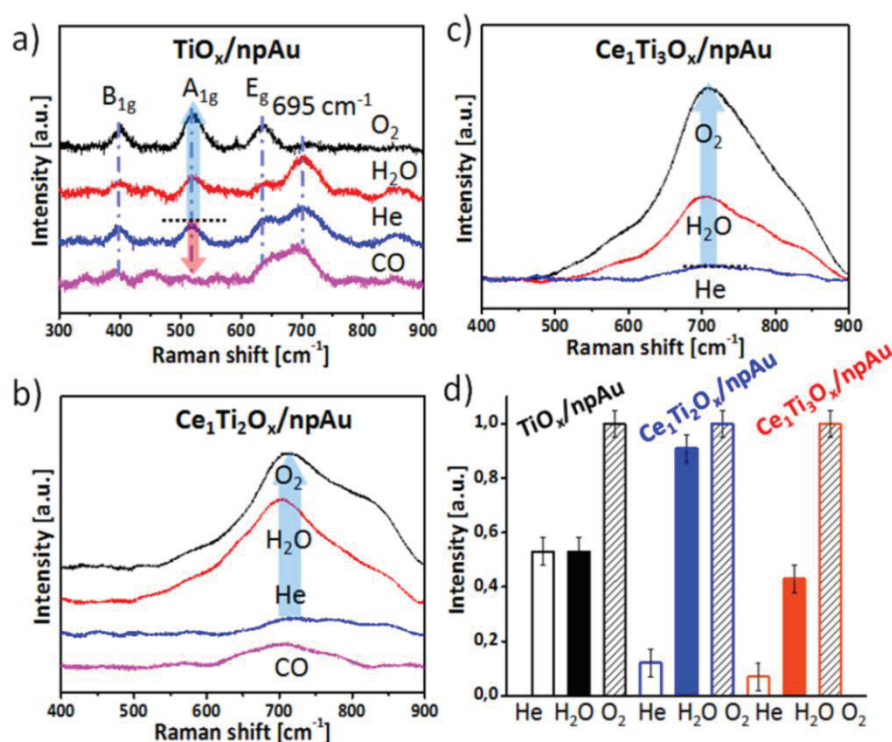 a)
TiOₓ/npAu
B₁g
A₁g
Eg
695 cm⁻¹
O₂
H₂O
He
CO
Intensity [a.u.]
300 400 500 600 700 800 900
Raman shift [cm⁻¹]
c)
Ce₁Ti₃Oₓ/npAu
O₂
H₂O
He
Intensity [a.u.]
400 500 600 700 800 900
Raman shift [cm⁻¹]
b)
Ce₁Ti₂Oₓ/npAu
O₂
H₂O
He
CO
Intensity [a.u.]
400 500 600 700 800 900
Raman shift [cm⁻¹]
d)
TiOₓ/npAu
Ce₁Ti₂Oₓ/npAu
Ce₁Ti₃Oₓ/npAu
Intensity [a.u.]
1,0
0,8
0,6
0,4
0,2
0,0
He H₂O O₂ He H₂O O₂ He H₂O O₂